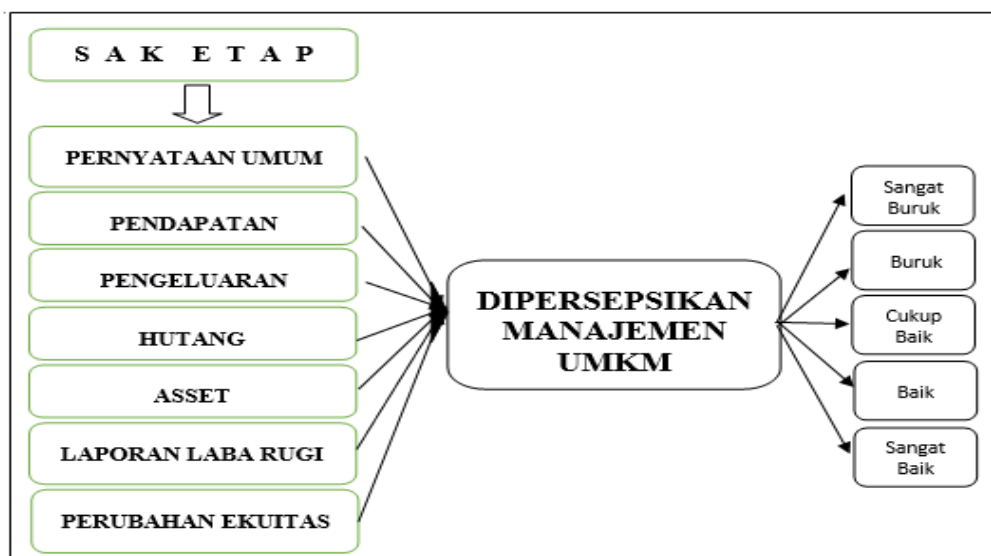 S A K E T A P
PERNYATAAN UMUM
PENDAPATAN
PENGELUARAN
HUTANG
ASSET
LAPORAN LABA RUGI
PERUBAHAN EKUITAS
DIPERSEPSIKAN
MANAJEMEN
UMKM
Sangat
Buruk
Buruk
Cukup
Baik
Baik
Sangat
Baik